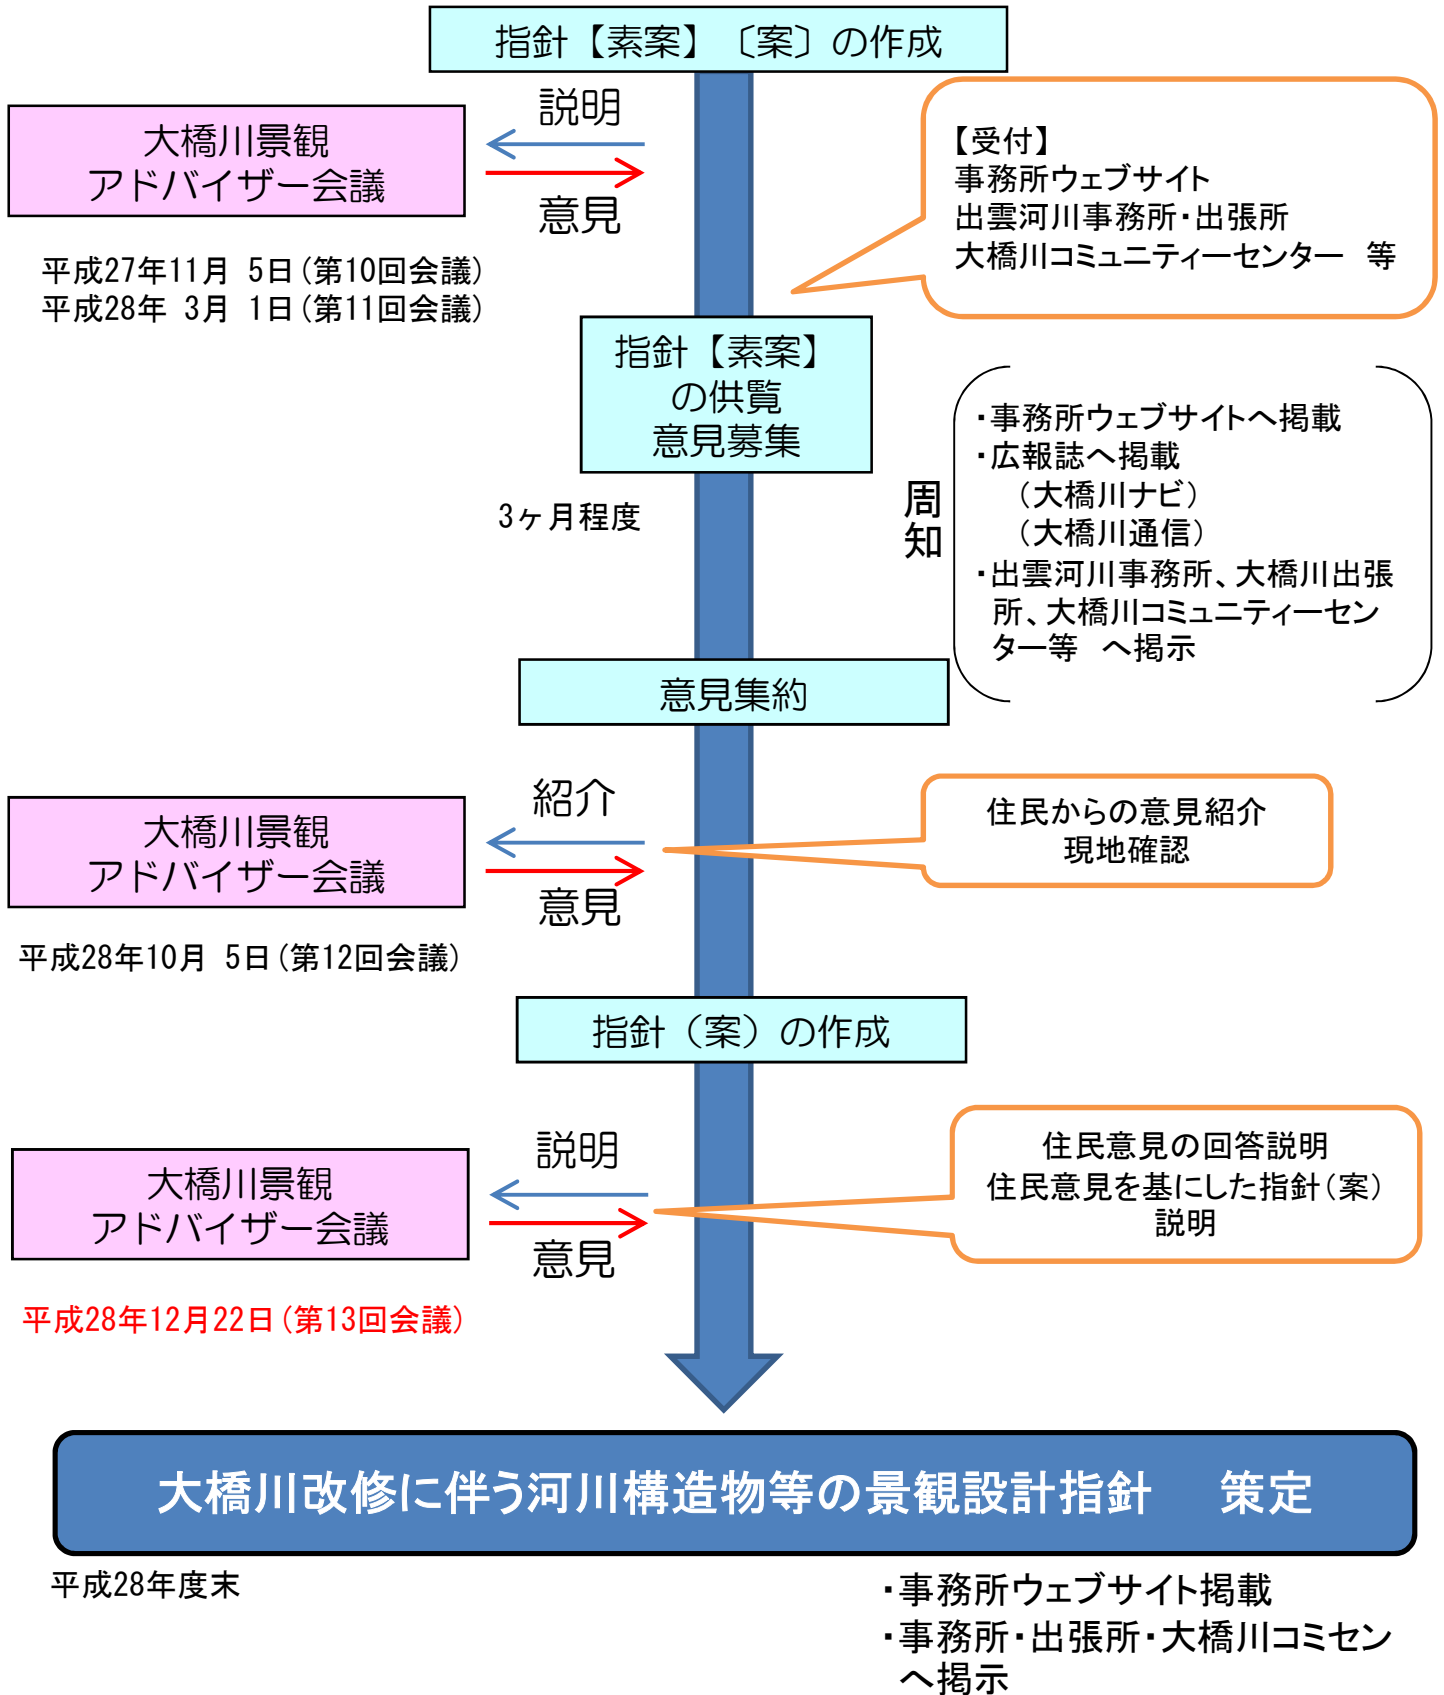 指針【素案】〔案〕の作成
説明
大橋川景観
アドバイザー会議
意見
平成27年11月 5日(第10回会議)
平成28年 3月 1日(第11回会議)
【受付】
事務所ウェブサイト
出雲河川事務所・出張所
大橋川コミュニティーセンター 等
指針【素案】
の供覧
意見募集
3ヶ月程度
周知
・事務所ウェブサイトへ掲載
・広報誌へ掲載
(大橋川ナビ)
(大橋川通信)
・出雲河川事務所、大橋川出張
所、大橋川コミュニティーセン
ター等 へ掲示
意見集約
紹介
大橋川景観
アドバイザー会議
意見
平成28年10月 5日(第12回会議)
住民からの意見紹介
現地確認
指針(案)の作成
説明
大橋川景観
アドバイザー会議
意見
平成28年12月22日(第13回会議)
住民意見の回答説明
住民意見を基にした指針(案)
説明
大橋川改修に伴う河川構造物等の景観設計指針 策定
平成28年度末
・事務所ウェブサイト掲載
・事務所・出張所・大橋川コミセン
へ掲示